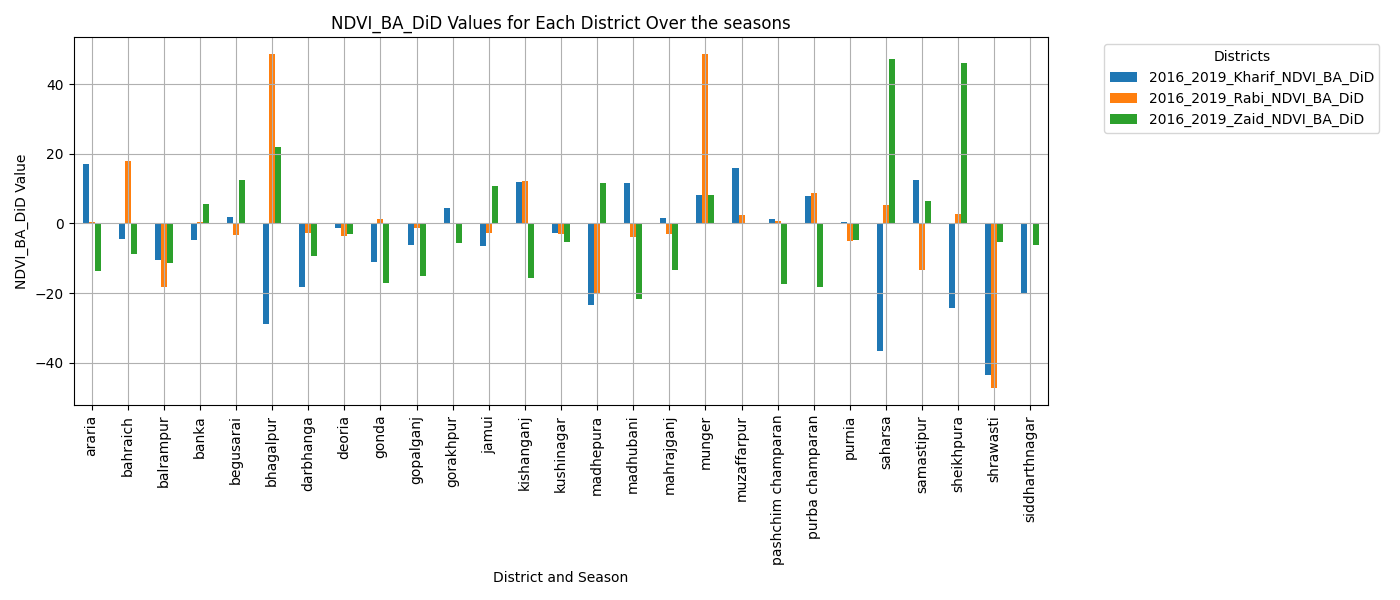 NDVI_BA_DiD Values for Each District Over the seasons
Districts
2016_2019_Kharif_NDVI_BA_DiD
2016_2019_Rabi_NDVI_BA_DiD
2016_2019_Zaid_NDVI_BA_DiD
NDVI_BA_DiD Value
40
20
0
−20
−40
araria
bahraich
balrampur
banka
begusarai
bhagalpur
darbhanga
deoria
gonda
gopalganj
gorakhpur
jamui
kishanganj
kushinagar
madhepura
madhubani
mahrajganj
munger
muzaffarpur
pashchim champaran
purba champaran
purnia
saharsa
samastipur
sheikhpura
shrawasti
siddharthnagar
District and Season